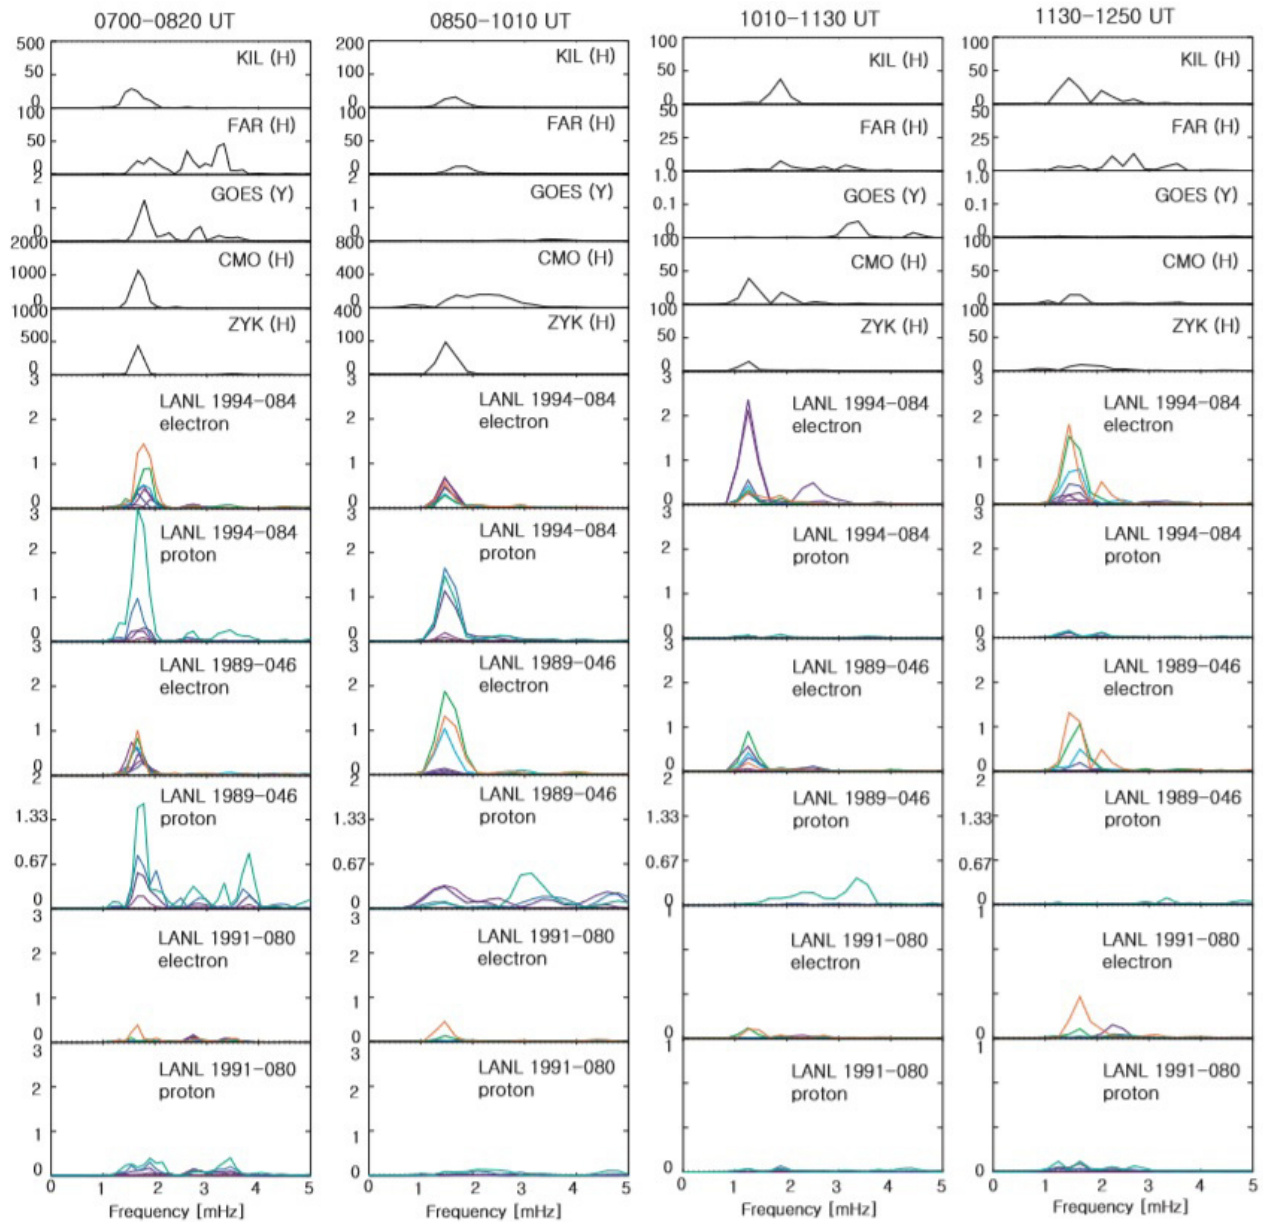 0700-0820 UT
0850-1010 UT
1010-1130 UT
1130-1250 UT
500
50
0
KIL (H)
200
100
0
KIL (H)
100
50
0
KIL (H)
100
50
0
KIL (H)
100
50
0
FAR (H)
100
50
0
FAR (H)
50
25
0
FAR (H)
50
25
0
FAR (H)
2
1
0
GOES (Y)
2
1
0
GOES (Y)
1.0
0.1
0
GOES (Y)
1.0
0.1
0
GOES (Y)
2000
1000
0
CMO (H)
800
400
0
CMO (H)
100
50
0
CMO (H)
100
50
0
CMO (H)
1000
500
0
ZYK (H)
400
100
0
ZYK (H)
100
50
0
ZYK (H)
100
50
0
ZYK (H)
3
2
1
0
LANL 1994-084
electron
3
2
1
0
LANL 1994-084
electron
3
2
1
0
LANL 1994-084
electron
3
2
1
0
LANL 1994-084
electron
3
2
1
0
LANL 1994-084
proton
3
2
1
0
LANL 1994-084
proton
3
2
1
0
LANL 1994-084
proton
3
2
1
0
LANL 1994-084
proton
3
2
1
0
LANL 1989-046
electron
3
2
1
0
LANL 1989-046
electron
3
2
1
0
LANL 1989-046
electron
3
2
1
0
LANL 1989-046
electron
2
1.33
0.67
0
LANL 1989-046
proton
2
1.33
0.67
0
LANL 1989-046
proton
2
1.33
0.67
0
LANL 1989-046
proton
2
1.33
0.67
0
LANL 1989-046
proton
3
2
1
0
LANL 1991-080
electron
3
2
1
0
LANL 1991-080
electron
1
0
LANL 1991-080
electron
1
0
LANL 1991-080
electron
3
2
1
0
LANL 1991-080
proton
3
2
1
0
LANL 1991-080
proton
1
0
LANL 1991-080
proton
1
0
LANL 1991-080
proton
0 1 2 3 4 5
0 1 2 3 4 5
0 1 2 3 4 5
0 1 2 3 4 5
Frequency [mHz]
Frequency [mHz]
Frequency [mHz]
Frequency [mHz]